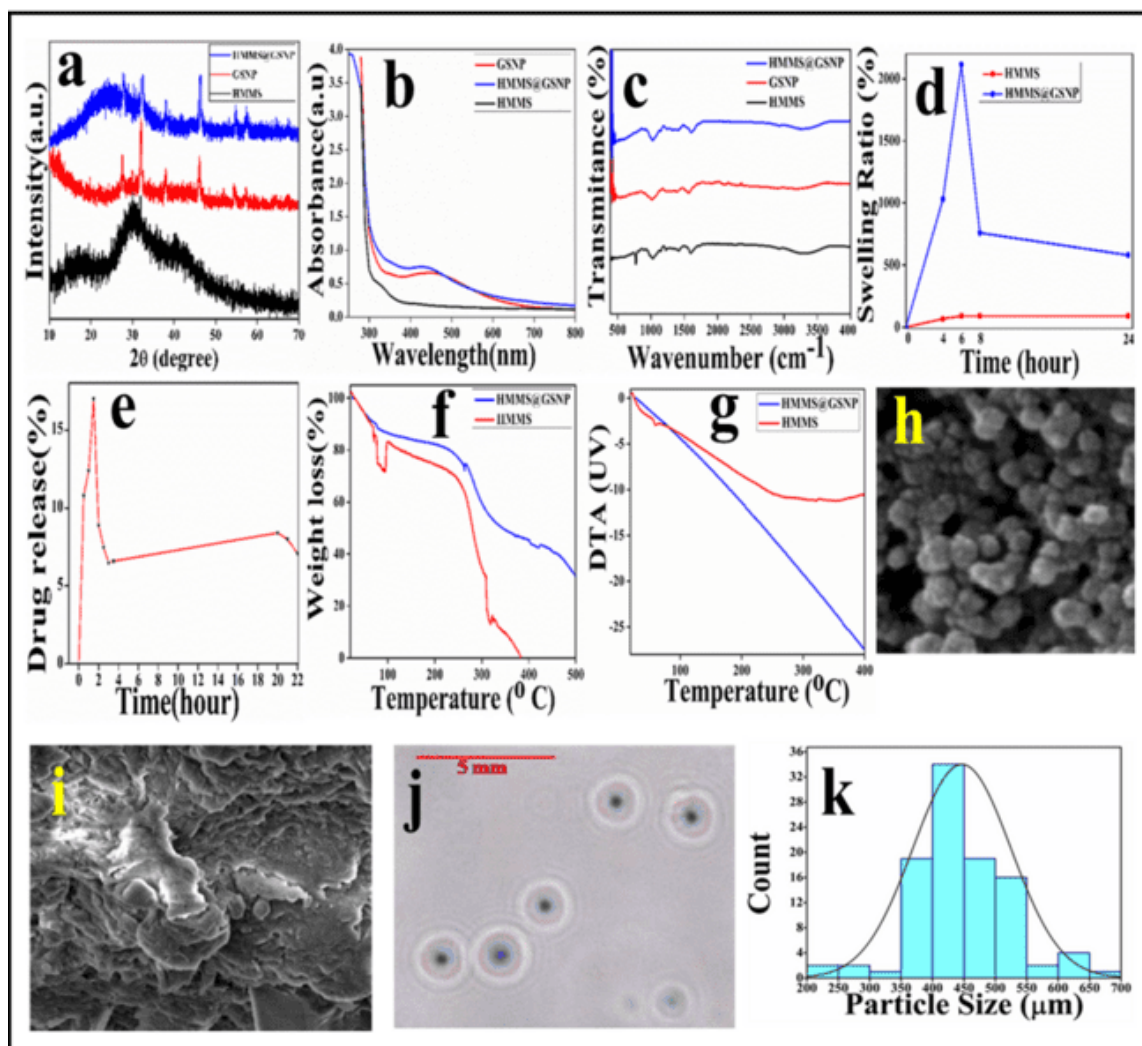 a
HMMS@GSNP
GSNP
HMMS
Intensity(a.u.)
10 20 30 40 50 60 70
2θ (degree)
b
GSNP
HMMS@GSNP
HMMS
Absorbance(a.u)
4.0
3.5
3.0
2.5
2.0
1.5
1.0
0.5
0.0
300 400 500 600 700 800
Wavelength(nm)
c
HMMS@GSNP
GSNP
HMMS
Transmitance(%)
400 1000 2000 3000 400
Wavenumber (cm-1)
d
HMMS
HMMS@GSNP
Swelling Ratio (%)
2000
1000
500
0
0 4 6 8 24
Time (hour)
e
Drug release(%)
15
10
5
0
0 2 4 6 8 10 12 14 16 18 20 22
Time(hour)
f
HMMS@GSNP
HMMS
Weight loss(%)
100
80
60
40
20
0
100 200 300 400 500
Temperature (0 C)
g
HMMS@GSNP
HMMS
DTA (UV)
0
-5
-10
-15
-20
-25
100 200 300 400
Temperature (0C)
h
i
j
5 mm
k
Count
36
32
28
24
20
16
12
8
4
0
200 250 300 350 400 450 500 550 600 650 700
Particle Size (μm)